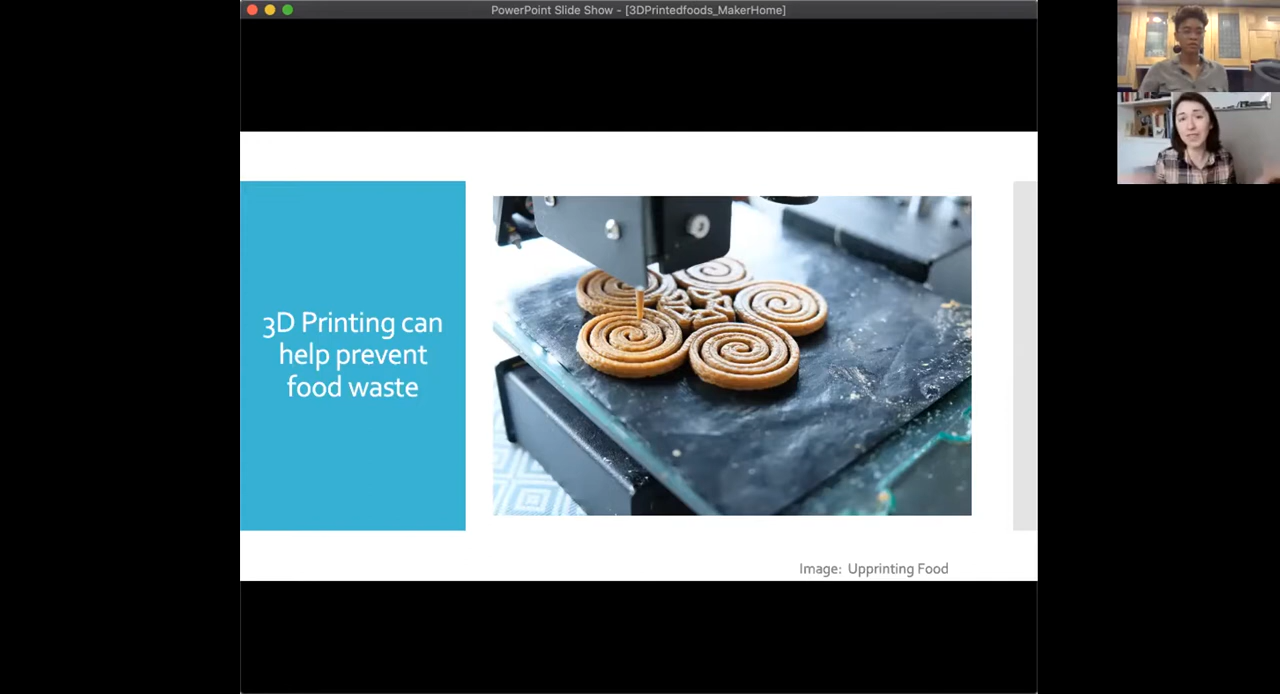 PowerPoint Slide Show - [3DPrintedfoods_MakerHome]
3D Printing can
help prevent
food waste
Image: Upprinting Food